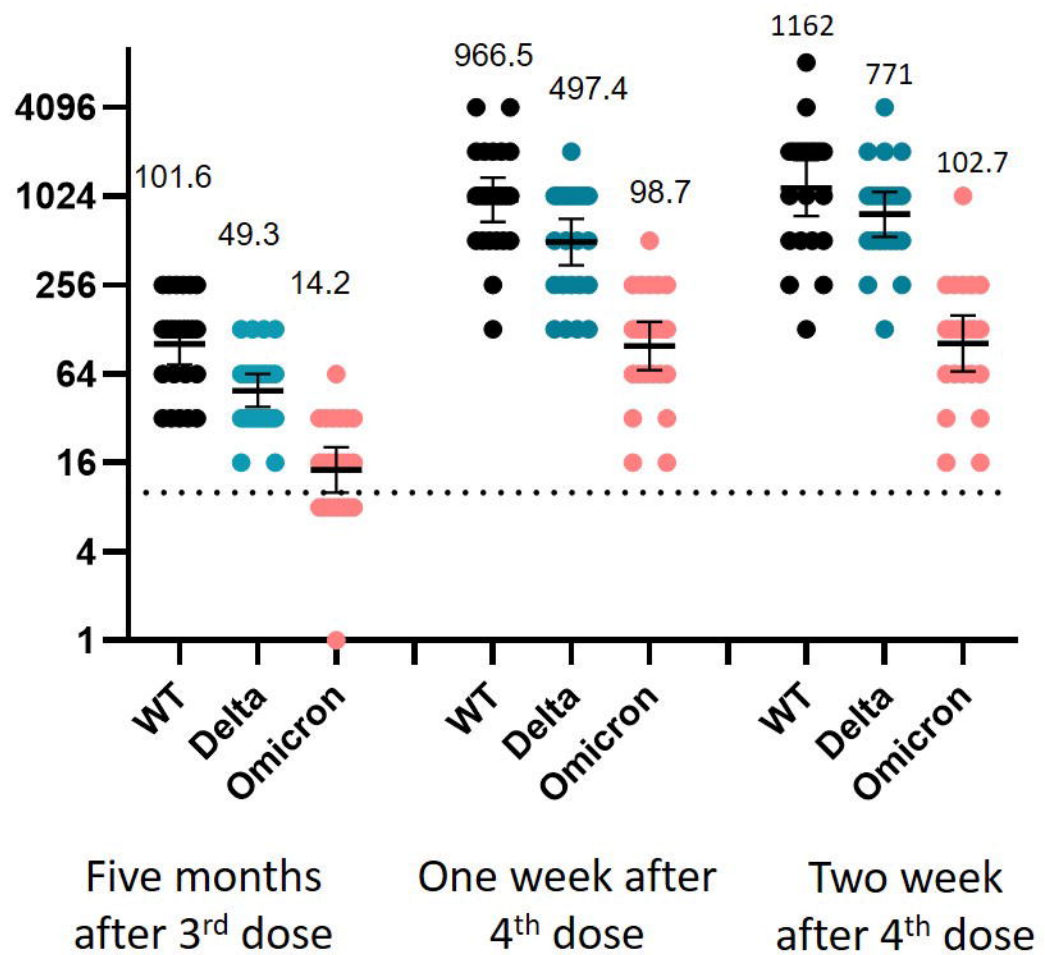 1162
966.5
771
497.4
4096
102.7
101.6
1024
98.7
49.3
14.2
256
64
16
4
1
WT
Delta
Omicron
WT
Delta
Omicron
WT
Delta
Omicron
Five months
after 3rd dose
One week after
4th dose
Two week
after 4th dose